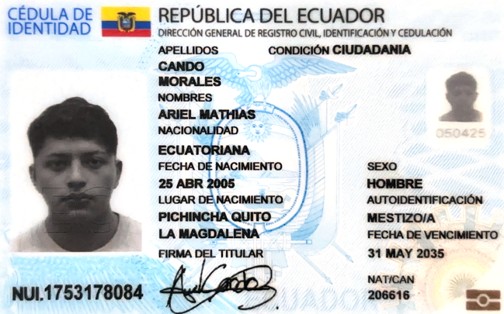 CÉDULA DE IDENTIDAD
REPÚBLICA DEL ECUADOR
DIRECCIÓN GENERAL DE REGISTRO CIVIL, IDENTIFICACIÓN Y CEDULACIÓN
APELLIDOS
CONDICIÓN CIUDADANÍA
CANDO
MORALES
NOMBRES
ARIEL MATHIAS
NACIONALIDAD
ECUATORIANA
FECHA DE NACIMIENTO
25 ABR 2005
LUGAR DE NACIMIENTO
PICHINCHA QUITO
LA MAGDALENA
FIRMA DEL TITULAR
050425
SEXO
HOMBRE
AUTOIDENTIFICACIÓN
MESTIZO/A
FECHA DE VENCIMIENTO
31 MAY 2035
NAT/CAN
206616
NUI.1753178084
ECUADOR